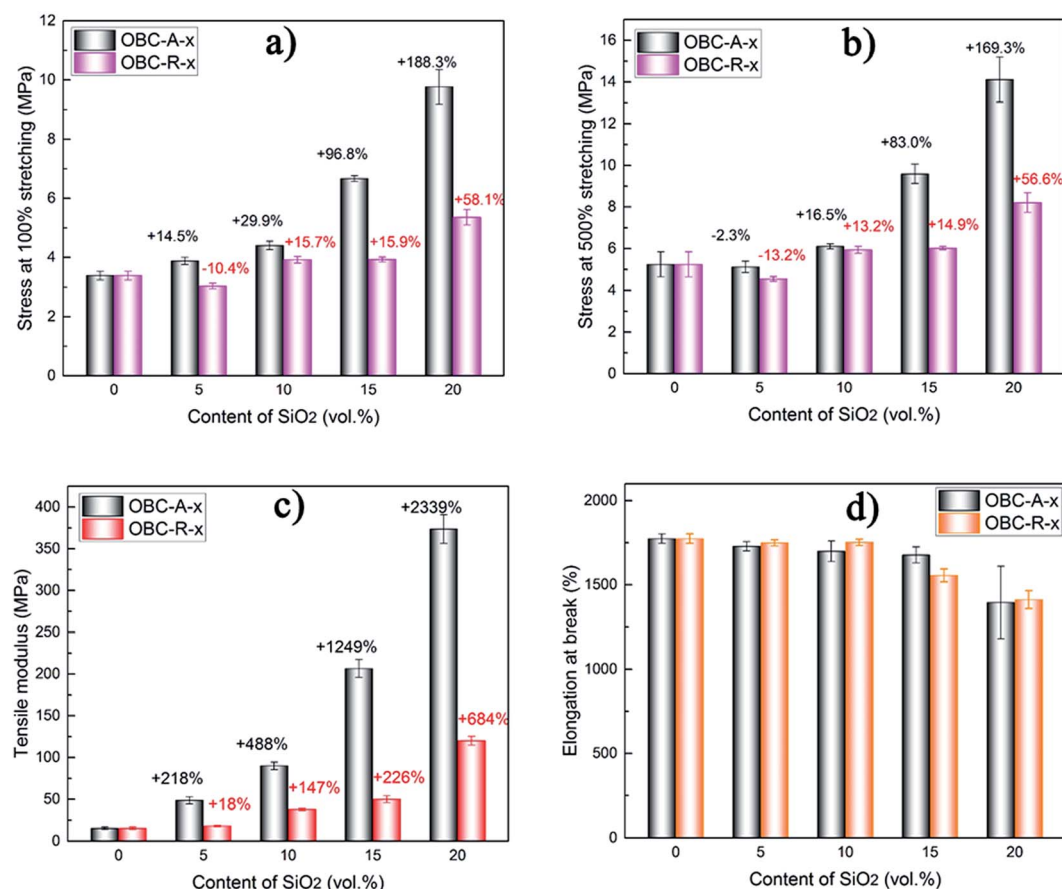 a)
OBC-A-x
OBC-R-x
Stress at 100% stretching (MPa)
12
10
8
6
4
2
0
+14.5%
-10.4%
+29.9%
+15.7%
+96.8%
+15.9%
+188.3%
+58.1%
0 5 10 15 20
Content of SiO2 (vol.%)
b)
OBC-A-x
OBC-R-x
Stress at 500% stretching (MPa)
16
14
12
10
8
6
4
2
0
-2.3%
-13.2%
+16.5%
+13.2%
+83.0%
+14.9%
+169.3%
+56.6%
0 5 10 15 20
Content of SiO2 (vol.%)
c)
OBC-A-x
OBC-R-x
Tensile modulus (MPa)
400
350
300
250
200
150
100
50
0
+218%
+18%
+488%
+147%
+1249%
+226%
+2339%
+684%
0 5 10 15 20
Content of SiO2 (vol.%)
d)
OBC-A-x
OBC-R-x
Elongation at break (%)
2000
1500
1000
500
0
0 5 10 15 20
Content of SiO2 (vol.%)